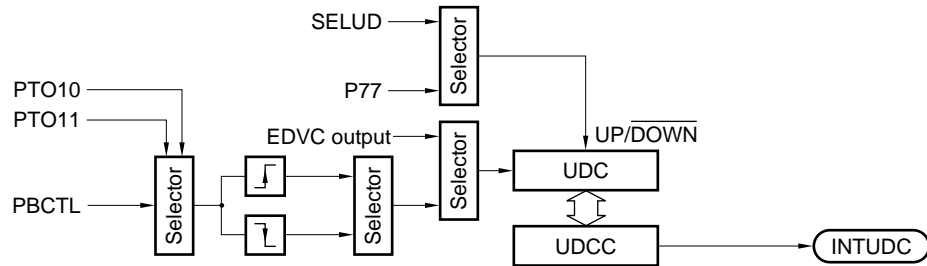 SELUD
P77
Selector
PTO10
PTO11
PBCTL
Selector
EDVC output
Selector
Selector
UP/DOWN
UDC
UDCC
INTUDC